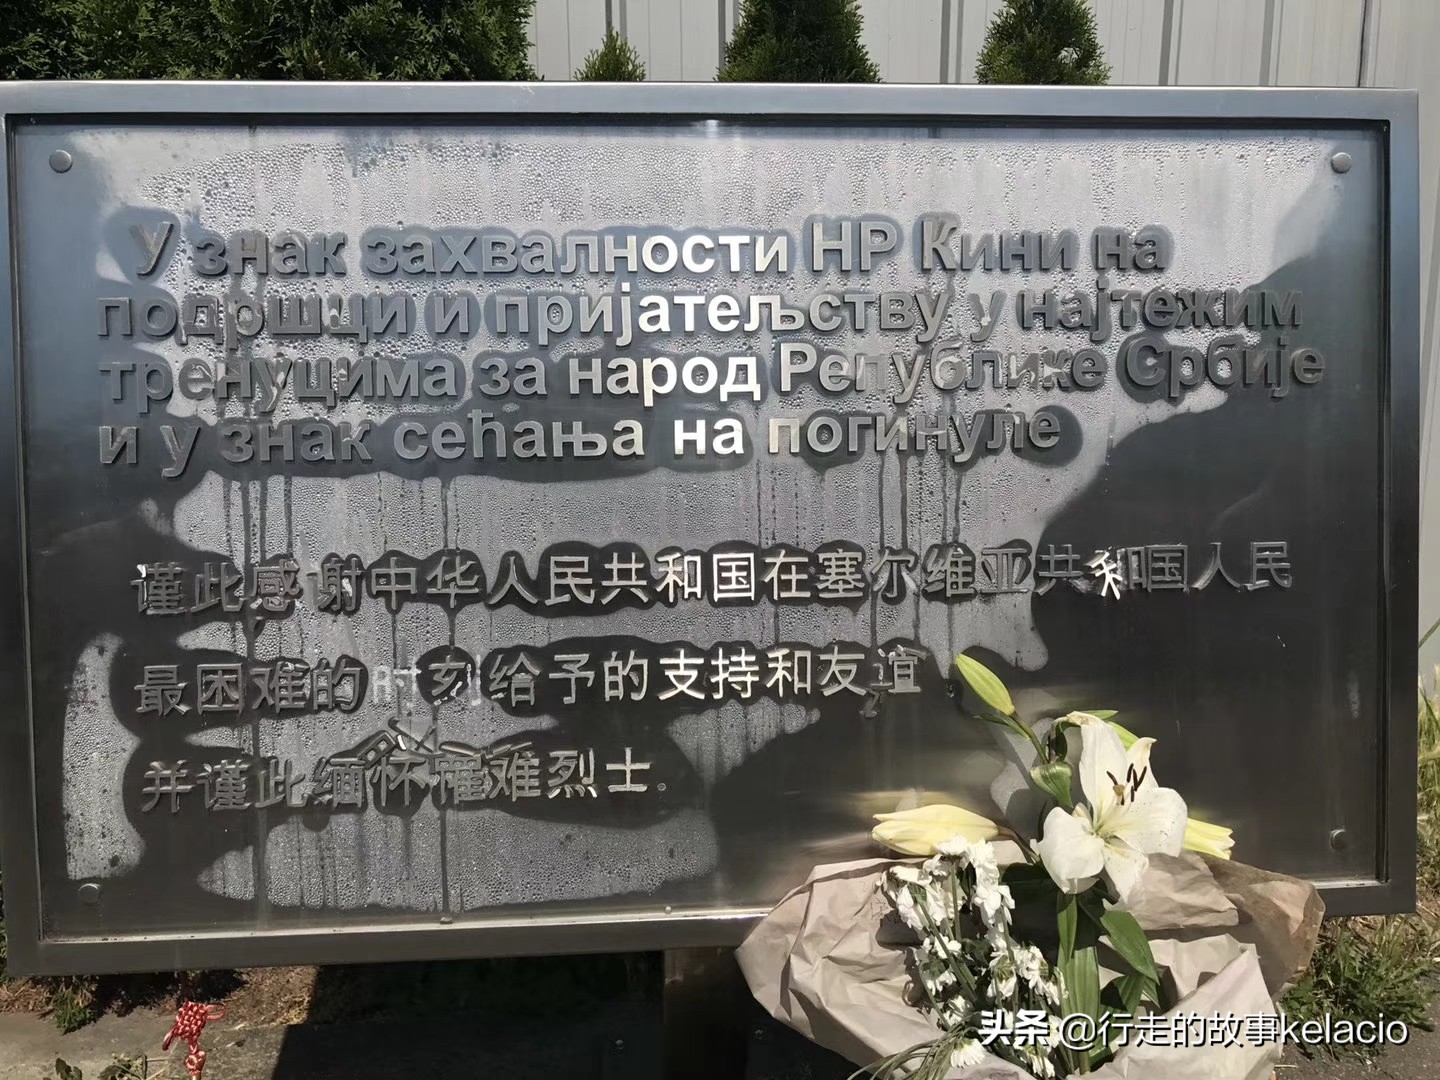 У знак захвалности НР Кини на
подршци и пријатељству у најтежим
тренуцима за народ Републике Србије
и у знак сећања на погинуле
谨此感谢中华人民共和国在塞尔维亚共和国人民
最困难的时刻给予的支持和友谊
并谨此缅怀罹难烈士。
头条 @行走的故事kelacio